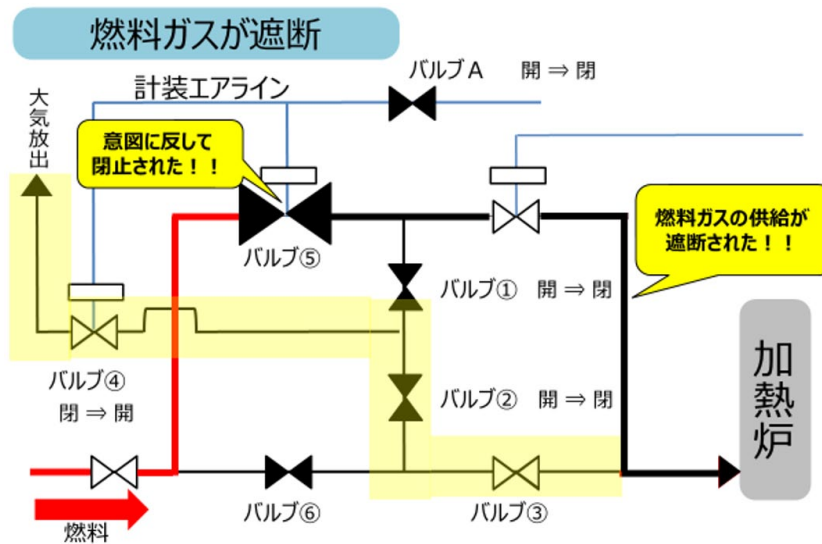 燃料ガスが遮断
バルブA　開 ⇒ 閉
計装エアライン
大気放出
意図に反して
閉止された！！
燃料ガスの供給が
遮断された！！
バルブ⑤
バルブ①　開 ⇒ 閉
バルブ④
閉 ⇒ 開
バルブ②　開 ⇒ 閉
加熱炉
バルブ⑥
バルブ③
燃料